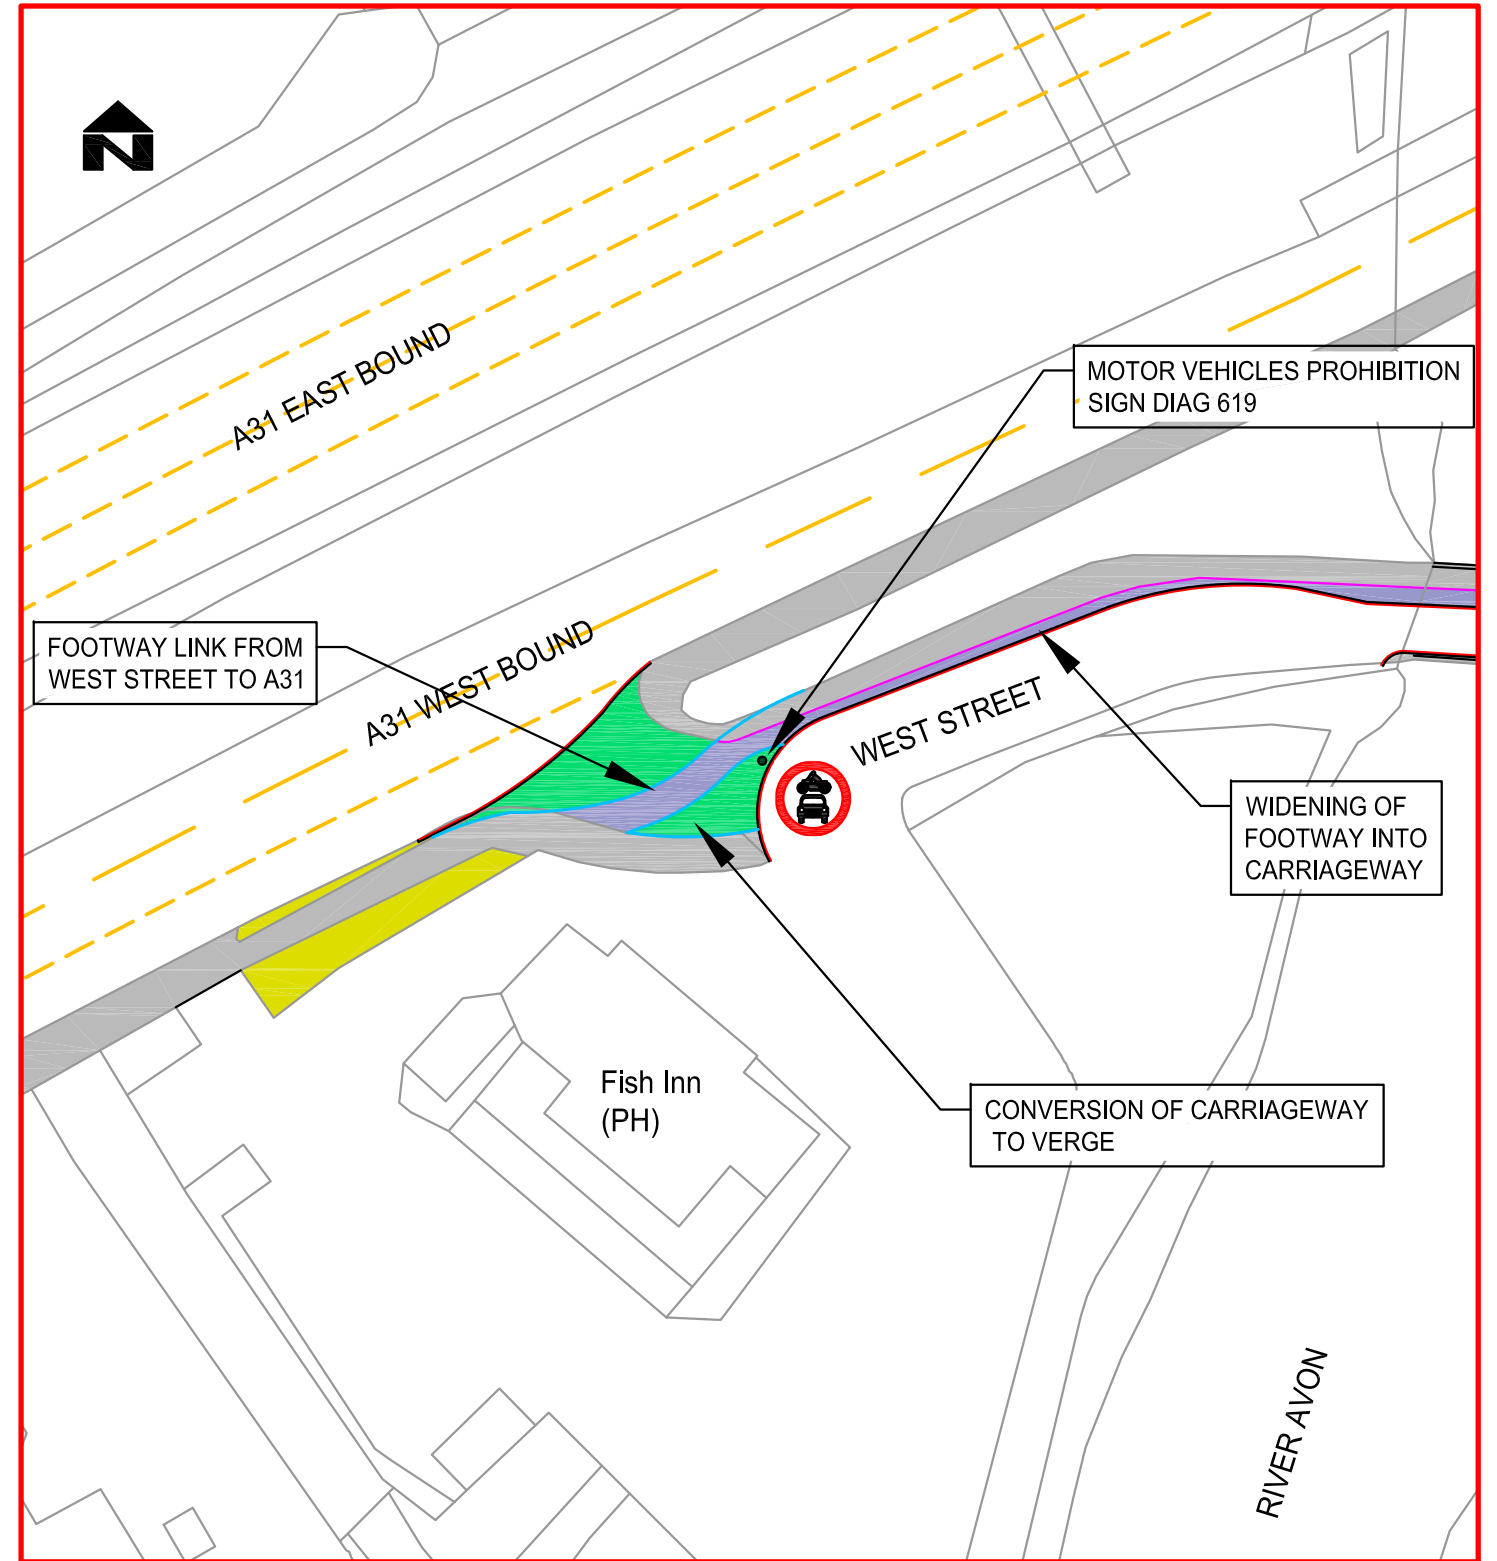 N
A31 EAST BOUND
MOTOR VEHICLES PROHIBITION
SIGN DIAG 619
FOOTWAY LINK FROM
WEST STREET TO A31
A31 WEST BOUND
WEST STREET
WIDENING OF
FOOTWAY INTO
CARRIAGEWAY
Fish Inn
(PH)
CONVERSION OF CARRIAGEWAY
TO VERGE
RIVER AVON